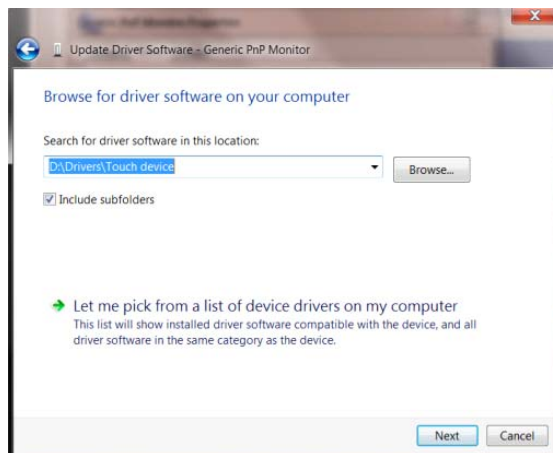 Update Driver Software - Generic PnP Monitor
Browse for driver software on your computer
Search for driver software in this location:
D:\Drivers\Touch device
Browse...
Include subfolders
Let me pick from a list of device drivers on my computer
This list will show installed driver software compatible with the device, and all
driver software in the same category as the device.
Next
Cancel